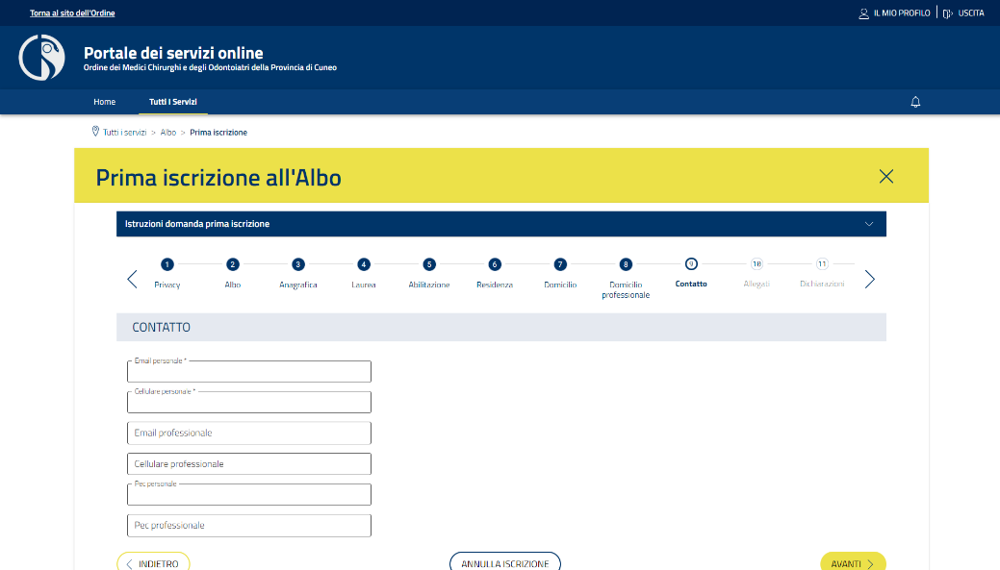 Torna al sito dell'Ordine
IL MIO PROFILO
USCITA
Portale dei servizi online
Ordine dei Medici Chirurghi e degli Odontoiatri della Provincia di Cuneo
Home
Tutti I Servizi
Tutti i servizi > Albo > Prima iscrizione
Prima iscrizione all'Albo
Istruzioni domanda prima iscrizione
1 2 3 4 5 6 7 8 9 10 11
Privacy Albo Anagrafica Laurea Abilitazione Residenza Domicilio Domicilio professionale Contatto Allegati Dichiarazioni
CONTATTO
Email personale *
Cellulare personale *
Email professionale
Cellulare professionale
Pec personale
Pec professionale
INDIETRO
ANNULLA ISCRIZIONE
AVANTI